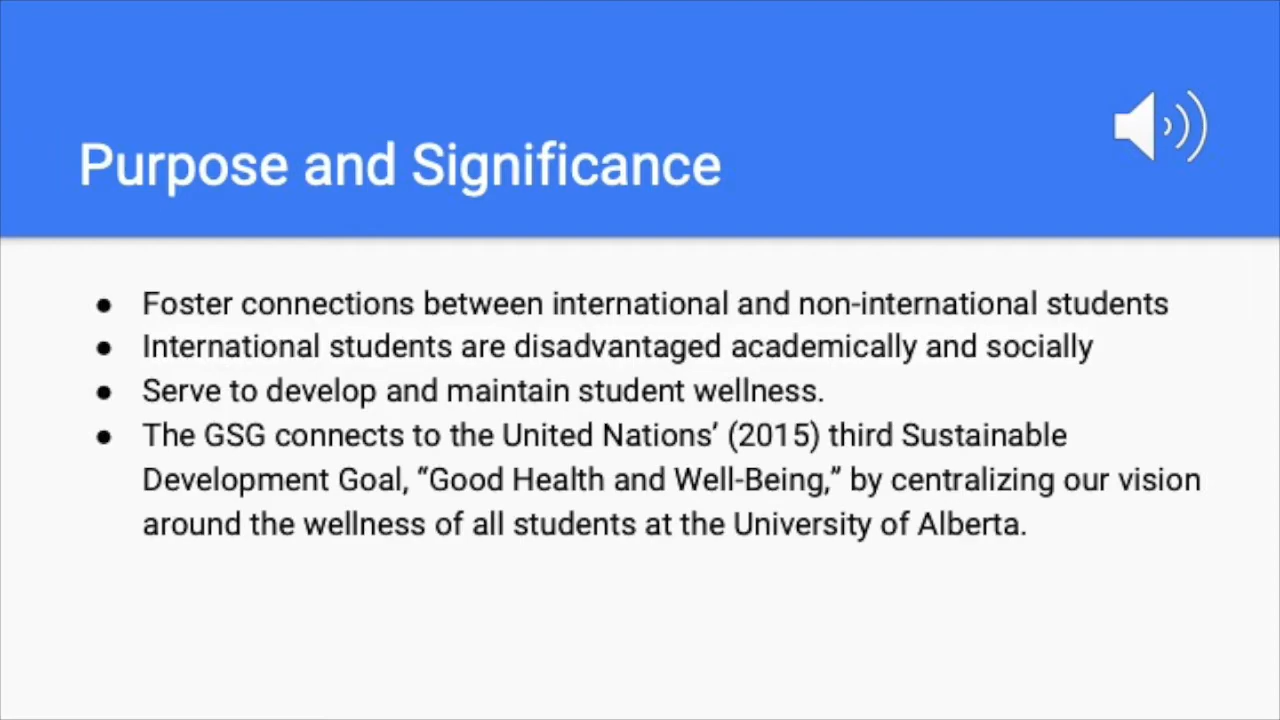 Purpose and Significance
● Foster connections between international and non-international students
● International students are disadvantaged academically and socially
● Serve to develop and maintain student wellness.
● The GSG connects to the United Nations’ (2015) third Sustainable
Development Goal, “Good Health and Well-Being,” by centralizing our vision
around the wellness of all students at the University of Alberta.